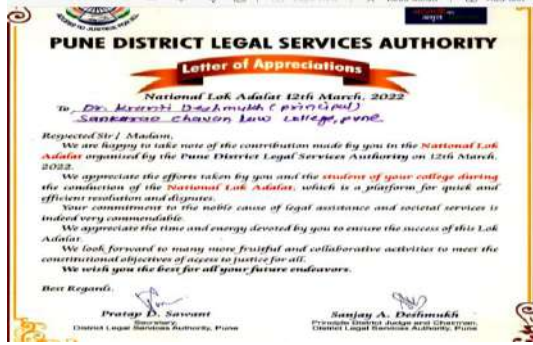 PUNE DISTRICT LEGAL SERVICES AUTHORITY
Letter of Appreciations
National Lok Adalat 12th March, 2022
To, Dr. Kranti Deshmukh (principal)
Sankarrao Chavan Law College, pune
Respected Sir / Madam,
We are happy to take note of the contribution made by you in the National Lok
Adalat organised by the Pune District Legal Services Authority on 12th March,
2022.
We appreciate the efforts taken by you and the student of your college during
the conduction of the National Lok Adalat, which is a platform for quick and
efficient resolution and disputes.
Your commitment to the noble cause of legal assistance and societal services is
indeed very commendable.
We appreciate the time and energy devoted by you to ensure the success of this Lok
Adalat.
We look forward to many more fruitful and collaborative activities to meet the
constitutional objectives of access to justice for all.
We wish you the best for all your future endeavors.
Best Regards.
Pratap D. Sawant
Secretary,
District Legal Services Authority, Pune
Sanjay A. Deshmukh
Principle District Judge and Chairman,
District Legal Services Authority, Pune